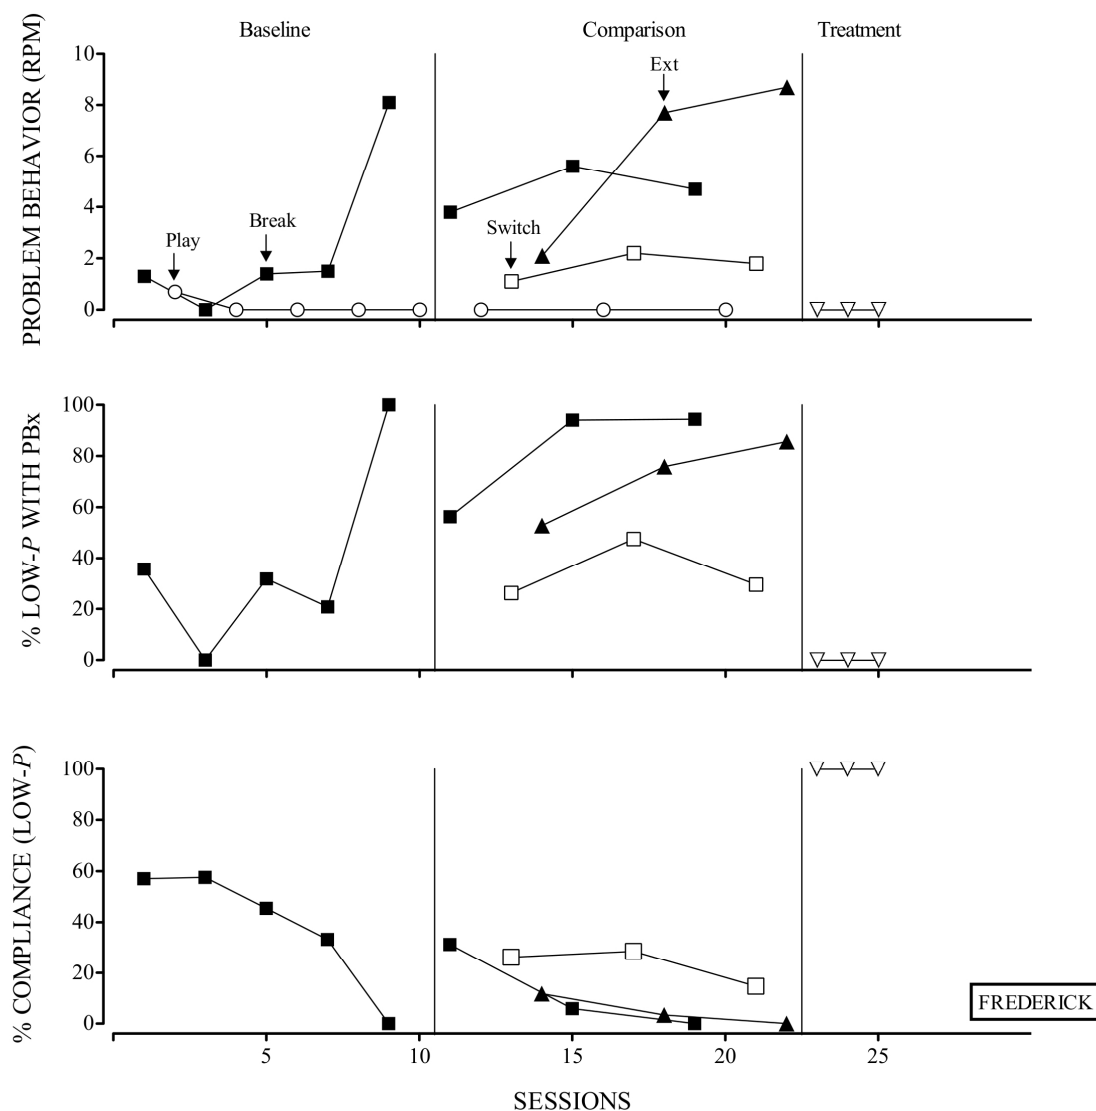 Baseline
Comparison
Treatment
PROBLEM BEHAVIOR (RPM)
10
8
6
4
2
0
Play
Break
Switch
Ext
% LOW-P WITH PBx
100
80
60
40
20
0
% COMPLIANCE (LOW-P)
100
80
60
40
20
0
5
10
15
20
25
FREDERICK
SESSIONS